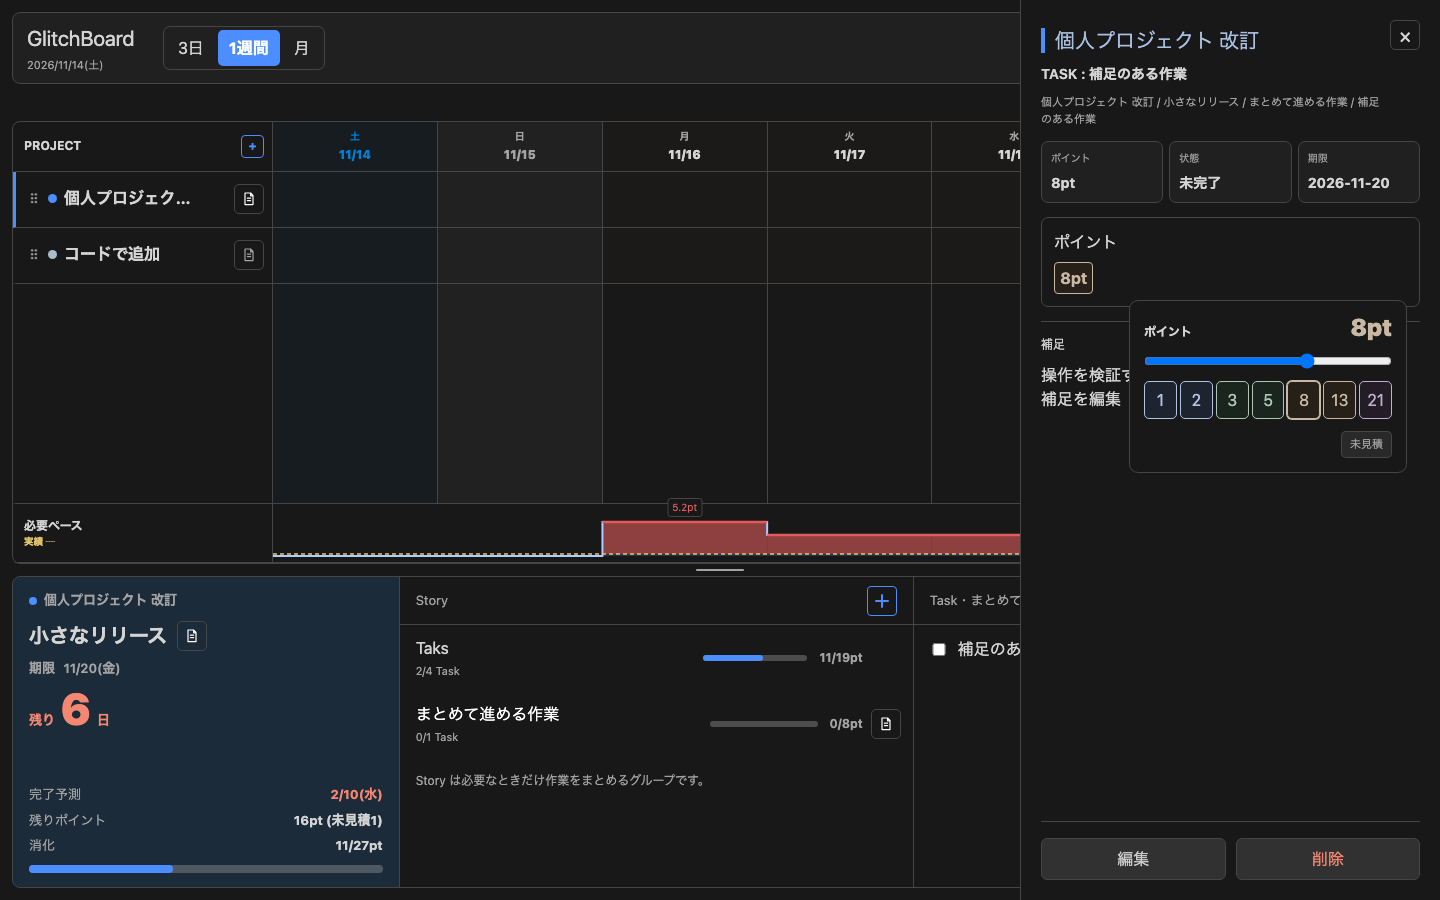 GlitchBoard
2026/11/14(土)
3日
1週間
月
PROJECT
+
土
11/14
日
11/15
月
11/16
火
11/17
水
個人プロジェク...
コードで追加
必要ペース
実績 ---
5.2pt
個人プロジェクト 改訂
小さなリリース
期限 11/20(金)
残り 6 日
完了予測 2/10(水)
残りポイント 16pt (未見積1)
消化 11/27pt
Story
+
Taks
2/4 Task
11/19pt
まとめて進める作業
0/1 Task
0/8pt
Story は必要なときだけ作業をまとめるグループです。
Task・まとめて
補足のあ
個人プロジェクト 改訂
×
TASK : 補足のある作業
個人プロジェクト 改訂 / 小さなリリース / まとめて進める作業 / 補足
のある作業
ポイント
8pt
状態
未完了
期限
2026-11-20
ポイント
8pt
補足
操作を検証す
補足を編集
ポイント
8pt
1 2 3 5 8 13 21
未見積
編集
削除